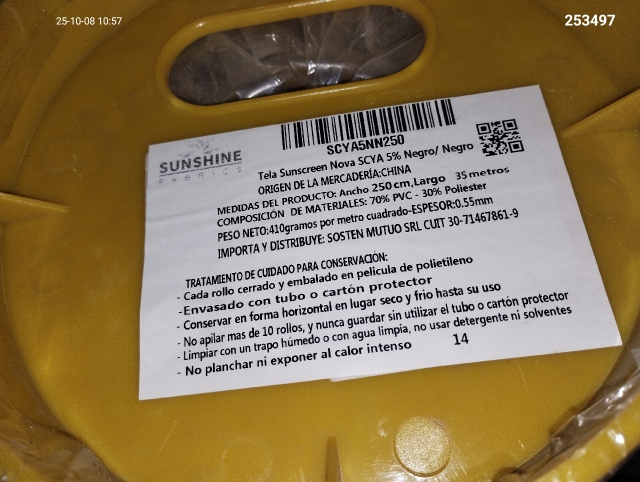 25-10-08 10:57
253497
SCYA5NN250
SUNSHINE
FABRICS
Tela Sunscreen Nova SCYA 5% Negro/ Negro
ORIGEN DE LA MERCADERÍA:CHINA
MEDIDAS DEL PRODUCTO: Ancho 250 cm,Largo 35 metros
COMPOSICIÓN DE MATERIALES: 70% PVC - 30% Poliester
PESO NETO:410gramos por metro cuadrado-ESPESOR:0.55mm
IMPORTA Y DISTRIBUYE: SOSTEN MUTUO SRL CUIT 30-71467861-9
TRATAMIENTO DE CUIDADO PARA CONSERVACIÓN:
- Cada rollo cerrado y embalado en película de polietileno
-Envasado con tubo o cartón protector
- Conservar en forma horizontal en lugar seco y frio hasta su uso
- No apilar mas de 10 rollos, y nunca guardar sin utilizar el tubo o cartón protector
- Limpiar con un trapo húmedo o con agua limpia, no usar detergente ni solventes
- No planchar ni exponer al calor intenso 14